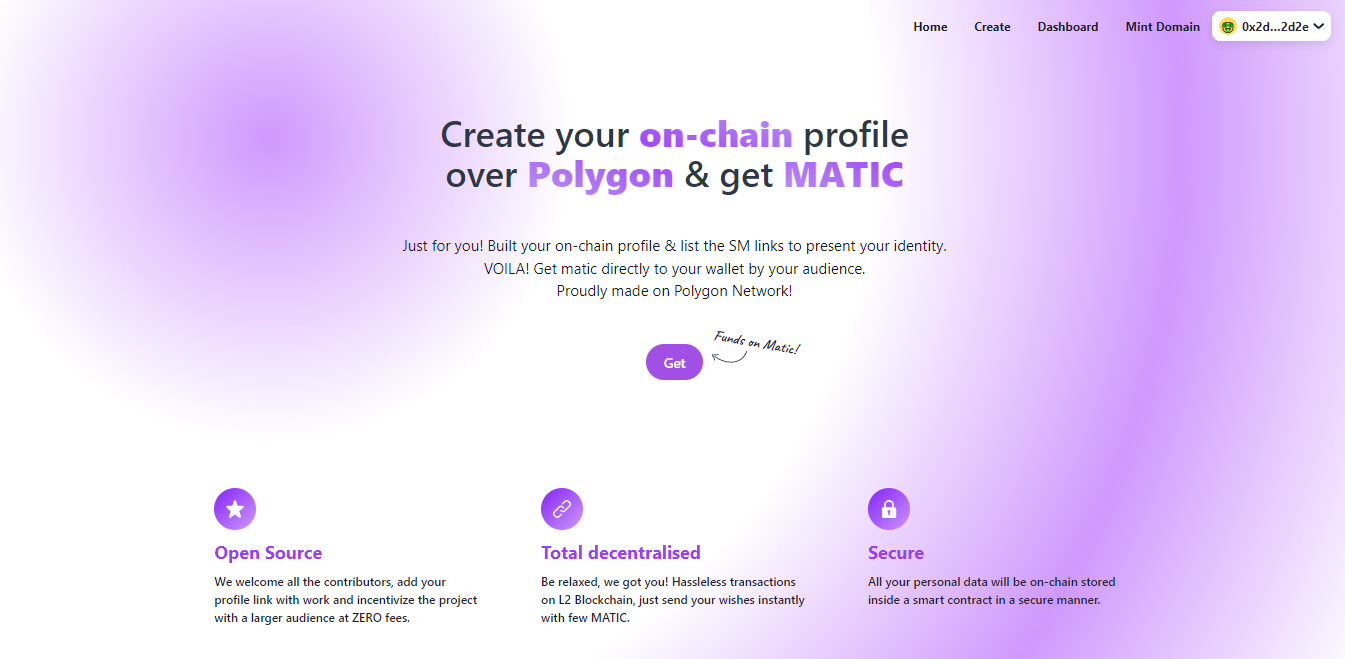 Home Create Dashboard Mint Domain 0x2d...2d2e
Create your on-chain profile
over Polygon & get MATIC
Just for you! Built your on-chain profile & list the SM links to present your identity.
VOILA! Get matic directly to your wallet by your audience.
Proudly made on Polygon Network!
Funds on Matic!
Get
Open Source
We welcome all the contributors, add your
profile link with work and incentivize the project
with a larger audience at ZERO fees.
Total decentralised
Be relaxed, we got you! Hassleless transactions
on L2 Blockchain, just send your wishes instantly
with few MATIC.
Secure
All your personal data will be on-chain stored
inside a smart contract in a secure manner.